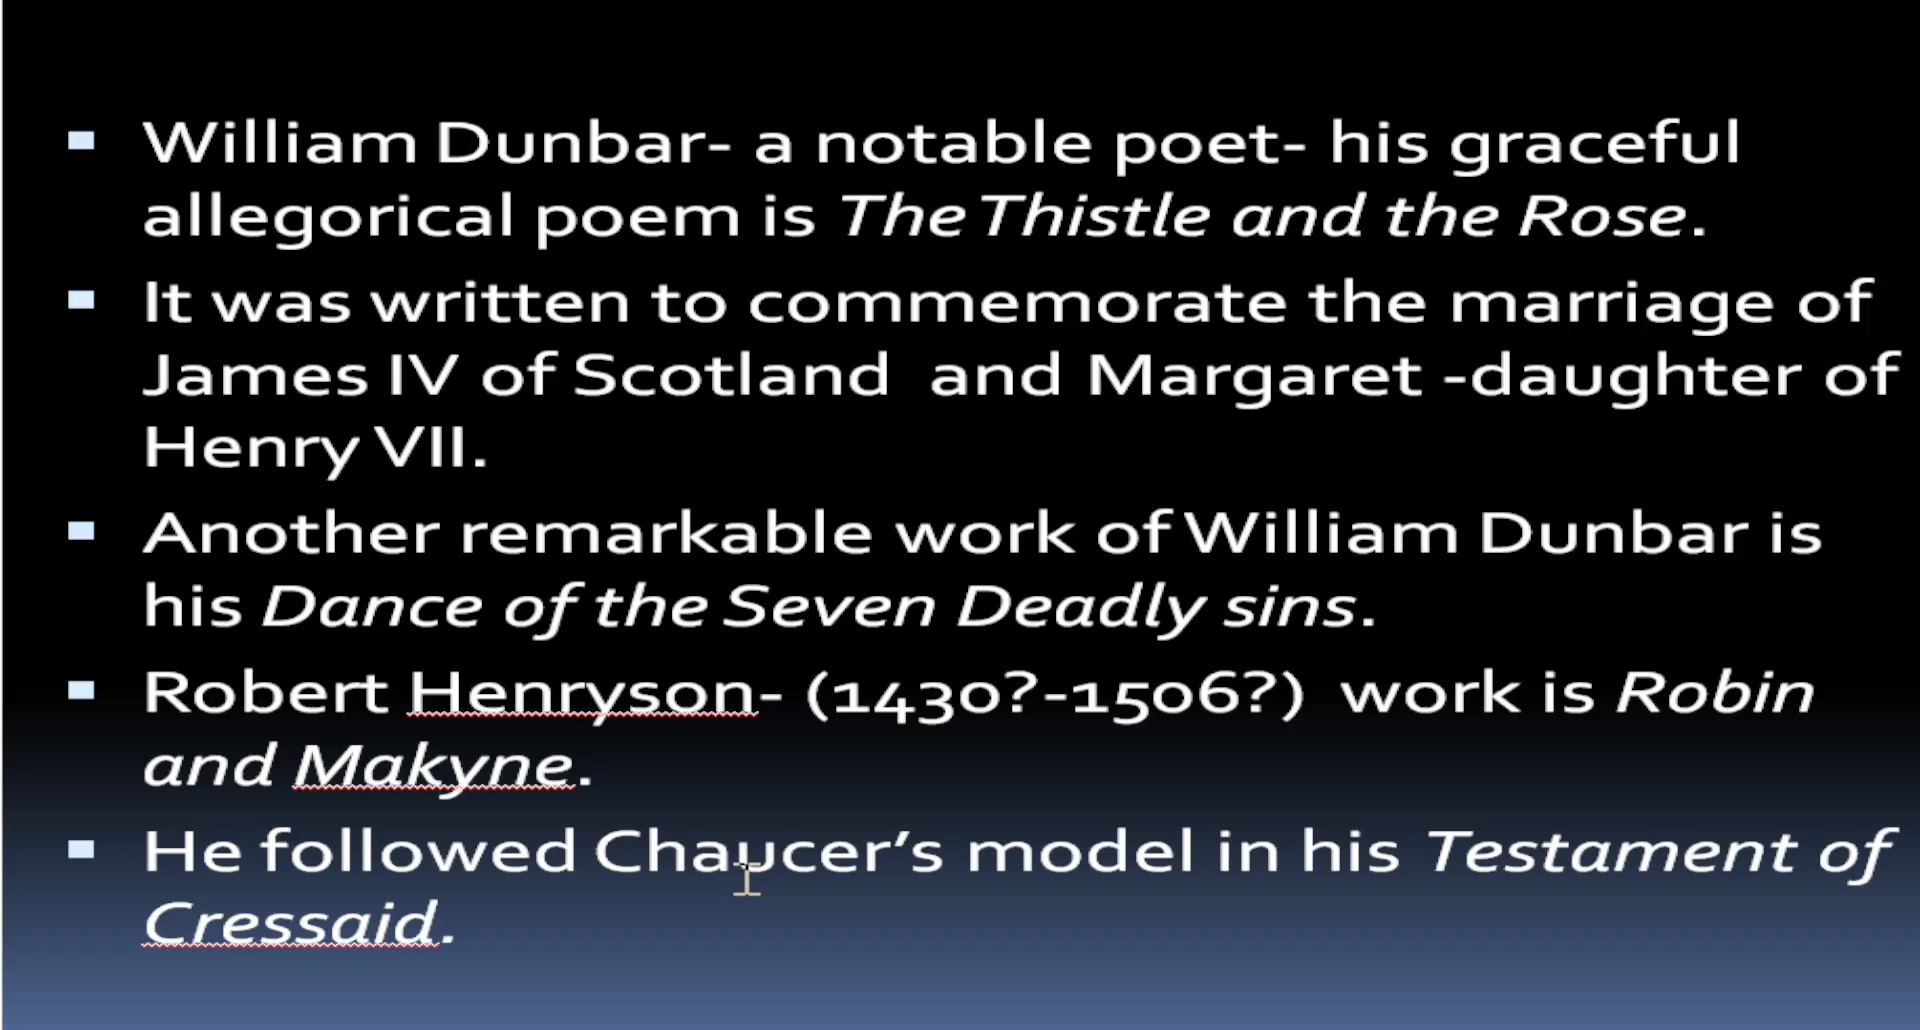 William Dunbar- a notable poet- his graceful
allegorical poem is The Thistle and the Rose.
It was written to commemorate the marriage of
James IV of Scotland  and Margaret -daughter of
Henry VII.
Another remarkable work of William Dunbar is
his Dance of the Seven Deadly sins.
Robert Henryson- (1430?-1506?)  work is Robin
and Makyne.
He followed Chaucer’s model in his Testament of
Cressaid.